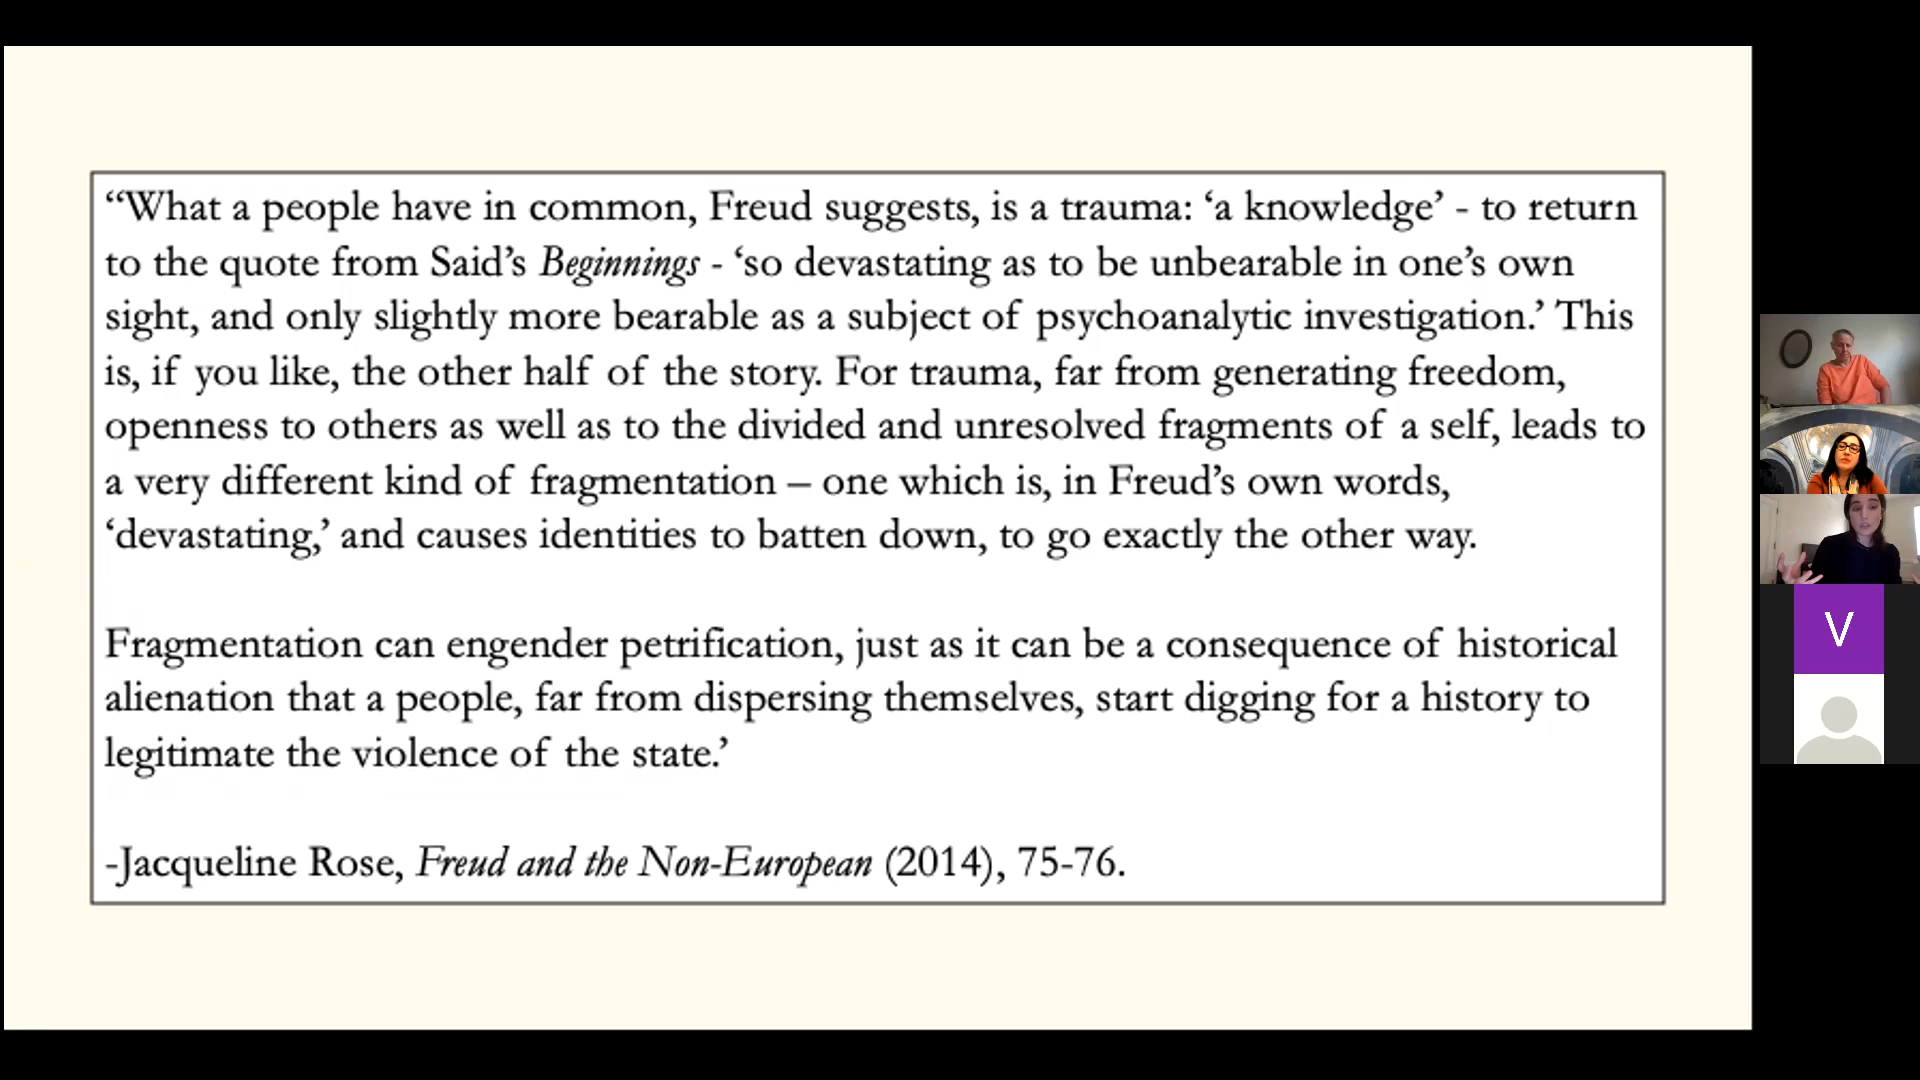 “What a people have in common, Freud suggests, is a trauma: ‘a knowledge’ - to return
to the quote from Said’s Beginnings - ‘so devastating as to be unbearable in one’s own
sight, and only slightly more bearable as a subject of psychoanalytic investigation.’ This
is, if you like, the other half of the story. For trauma, far from generating freedom,
openness to others as well as to the divided and unresolved fragments of a self, leads to
a very different kind of fragmentation – one which is, in Freud’s own words,
‘devastating,’ and causes identities to batten down, to go exactly the other way.
Fragmentation can engender petrification, just as it can be a consequence of historical
alienation that a people, far from dispersing themselves, start digging for a history to
legitimate the violence of the state.’
-Jacqueline Rose, Freud and the Non-European (2014), 75-76.
V